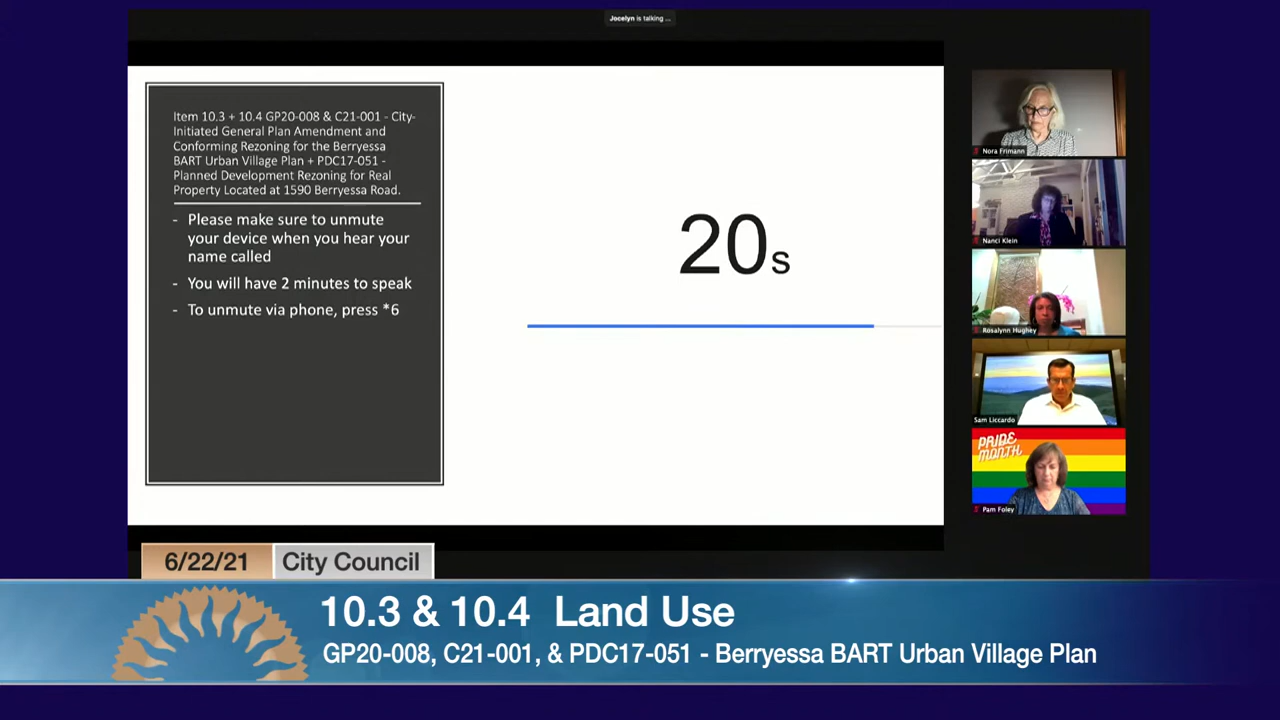 Jocelyn is talking ...
Item 10.3 + 10.4 GP20-008 & C21-001 - City-
Initiated General Plan Amendment and
Conforming Rezoning for the Berryessa
BART Urban Village Plan + PDC17-051 -
Planned Development Rezoning for Real
Property Located at 1590 Berryessa Road.
- Please make sure to unmute
your device when you hear your
name called
- You will have 2 minutes to speak
- To unmute via phone, press *6
20s
Nora Frimann
Nanci Klein
Rosalynn Hughey
Sam Liccardo
PRIDE
MONTH
Pam Foley
6/22/21 City Council
10.3 & 10.4 Land Use
GP20-008, C21-001, & PDC17-051 - Berryessa BART Urban Village Plan